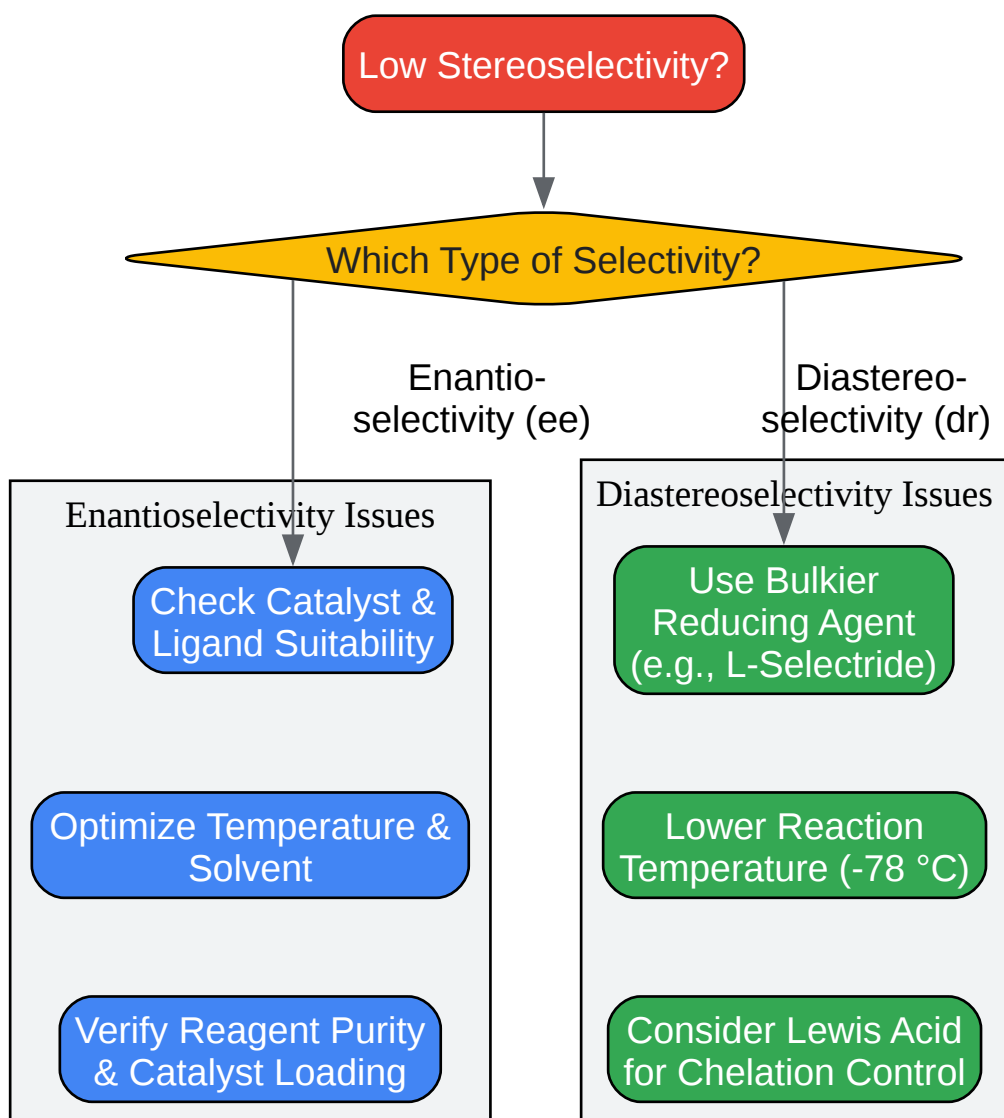 Low Stereoselectivity?
Which Type of Selectivity?
Enantio-
selectivity (ee)
Diastereo-
selectivity (dr)
Enantioselectivity Issues
Check Catalyst &
Ligand Suitability
Optimize Temperature &
Solvent
Verify Reagent Purity
& Catalyst Loading
Diastereoselectivity Issues
Use Bulkier
Reducing Agent
(e.g., L-Selectride)
Lower Reaction
Temperature (-78 °C)
Consider Lewis Acid
for Chelation Control